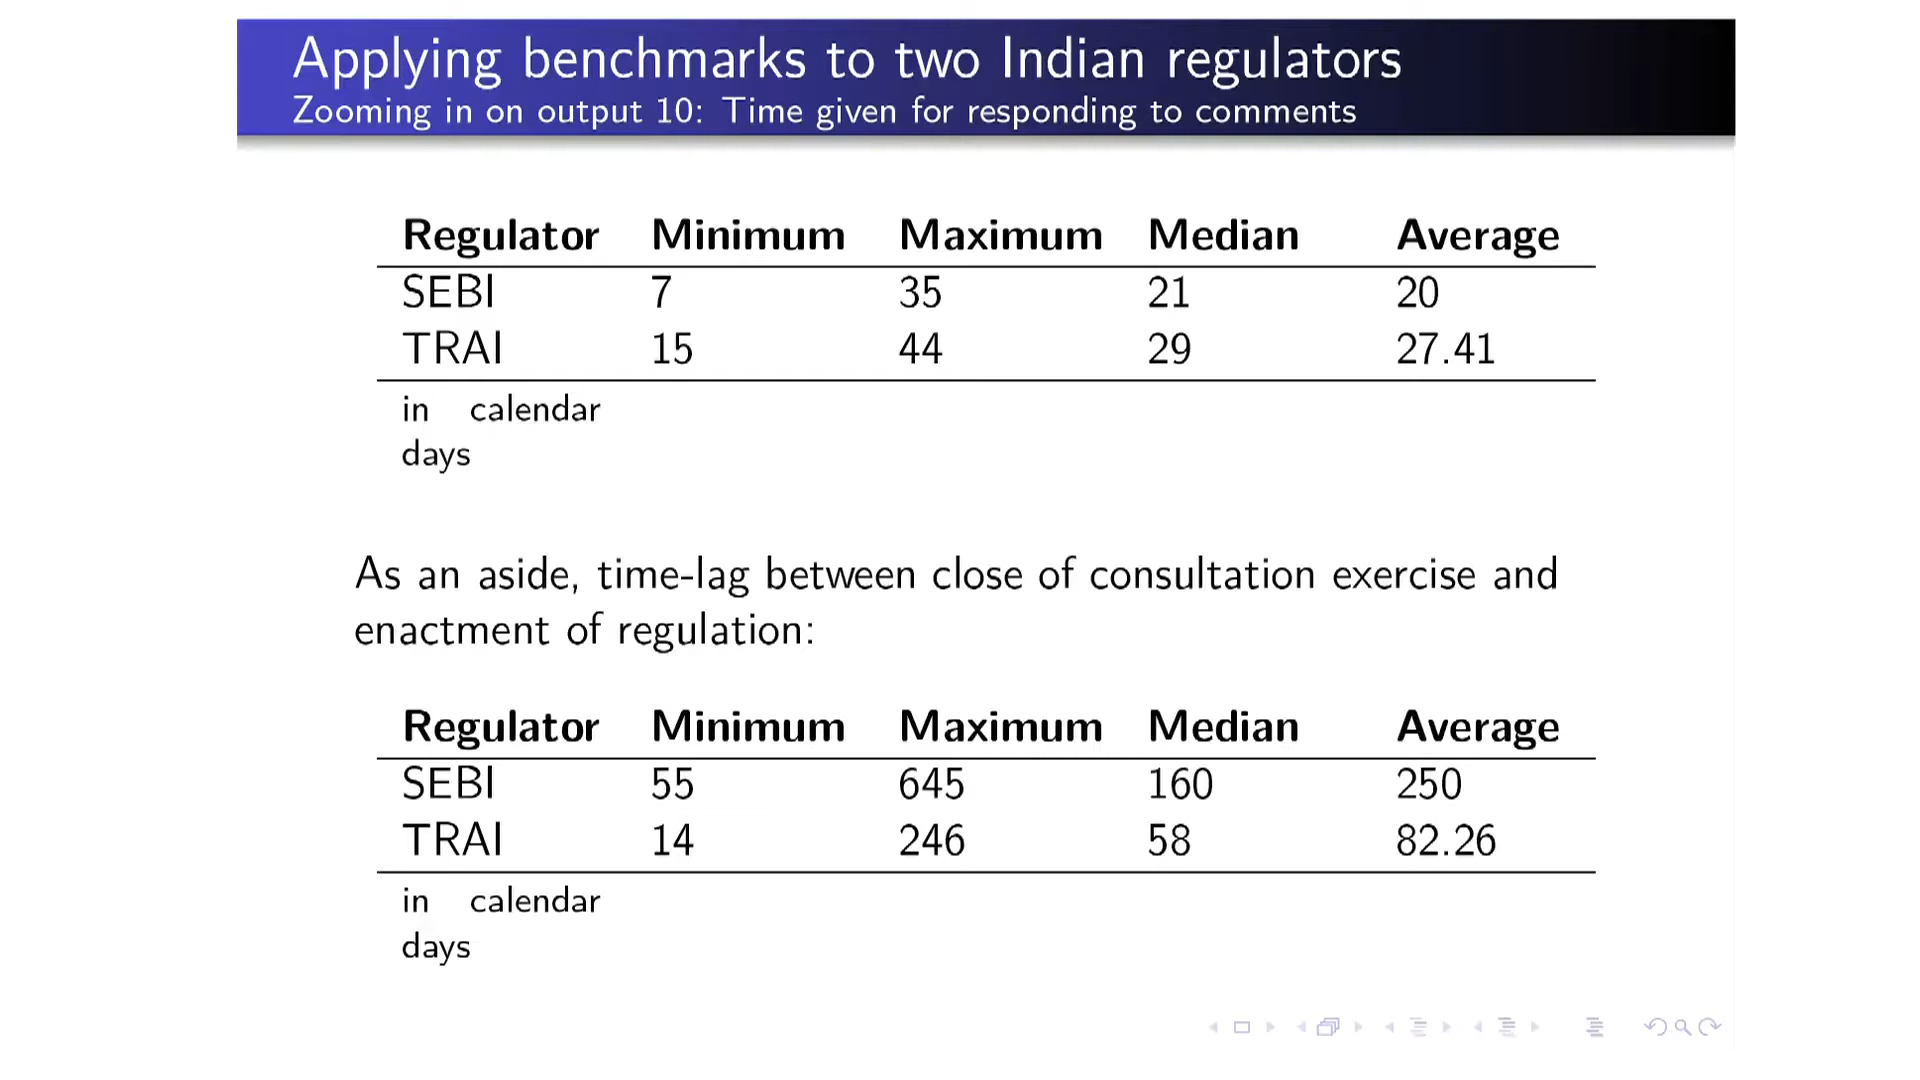 Applying benchmarks to two Indian regulators
Zooming in on output 10: Time given for responding to comments
Regulator Minimum Maximum Median Average
SEBI 7 35 21 20
TRAI 15 44 29 27.41
in calendar
days
As an aside, time-lag between close of consultation exercise and
enactment of regulation:
Regulator Minimum Maximum Median Average
SEBI 55 645 160 250
TRAI 14 246 58 82.26
in calendar
days